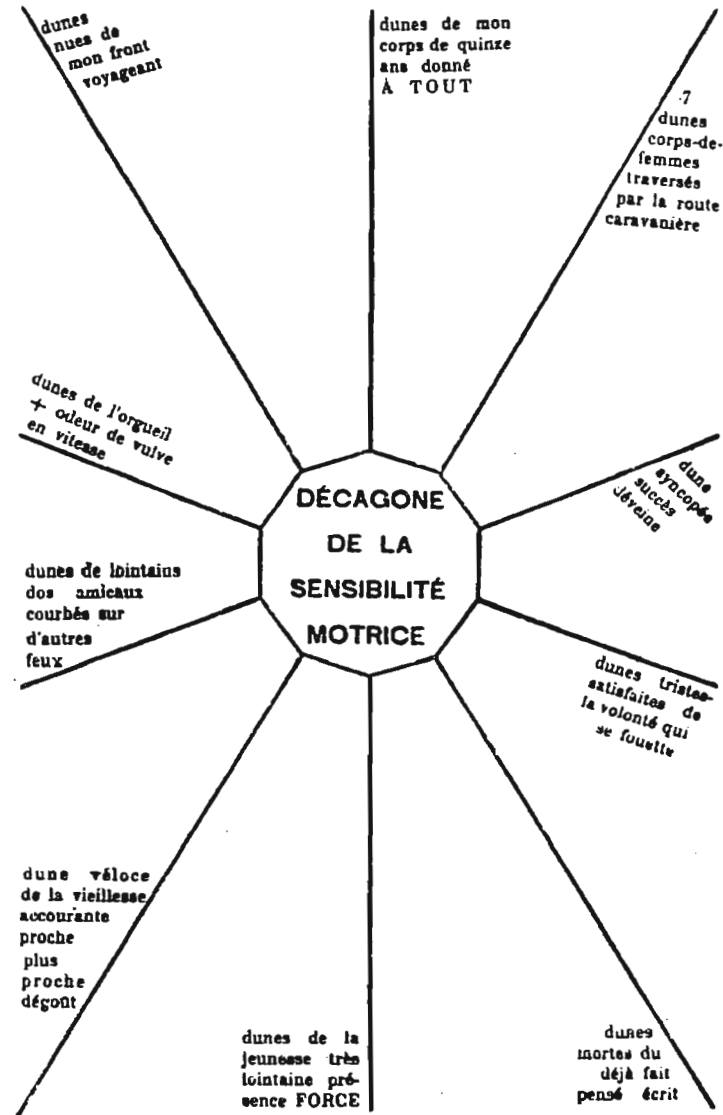 dunes
nues de
mon front
voyageant
dunes de mon
corps de quinze
ans donné
À TOUT
7
dunes
corps-de-
femmes
traversés
par la route
caravanière
dunes de l'orgueil
+ odeur de vulve
en vitesse
dune
syncopée
succès
déveine
DÉCAGONE
DE LA
SENSIBILITÉ
MOTRICE
dunes de lointains
dos amicaux
courbés sur
d'autres
feux
dunes tristes-
satisfaites de
la volonté qui
se fouette
dune véloce
de la vieillesse
accourante
proche
plus
proche
dégoût
dunes de la
jeunesse très
lointaine pré-
sence FORCE
dunes
mortes du
déjà fait
pensé écrit